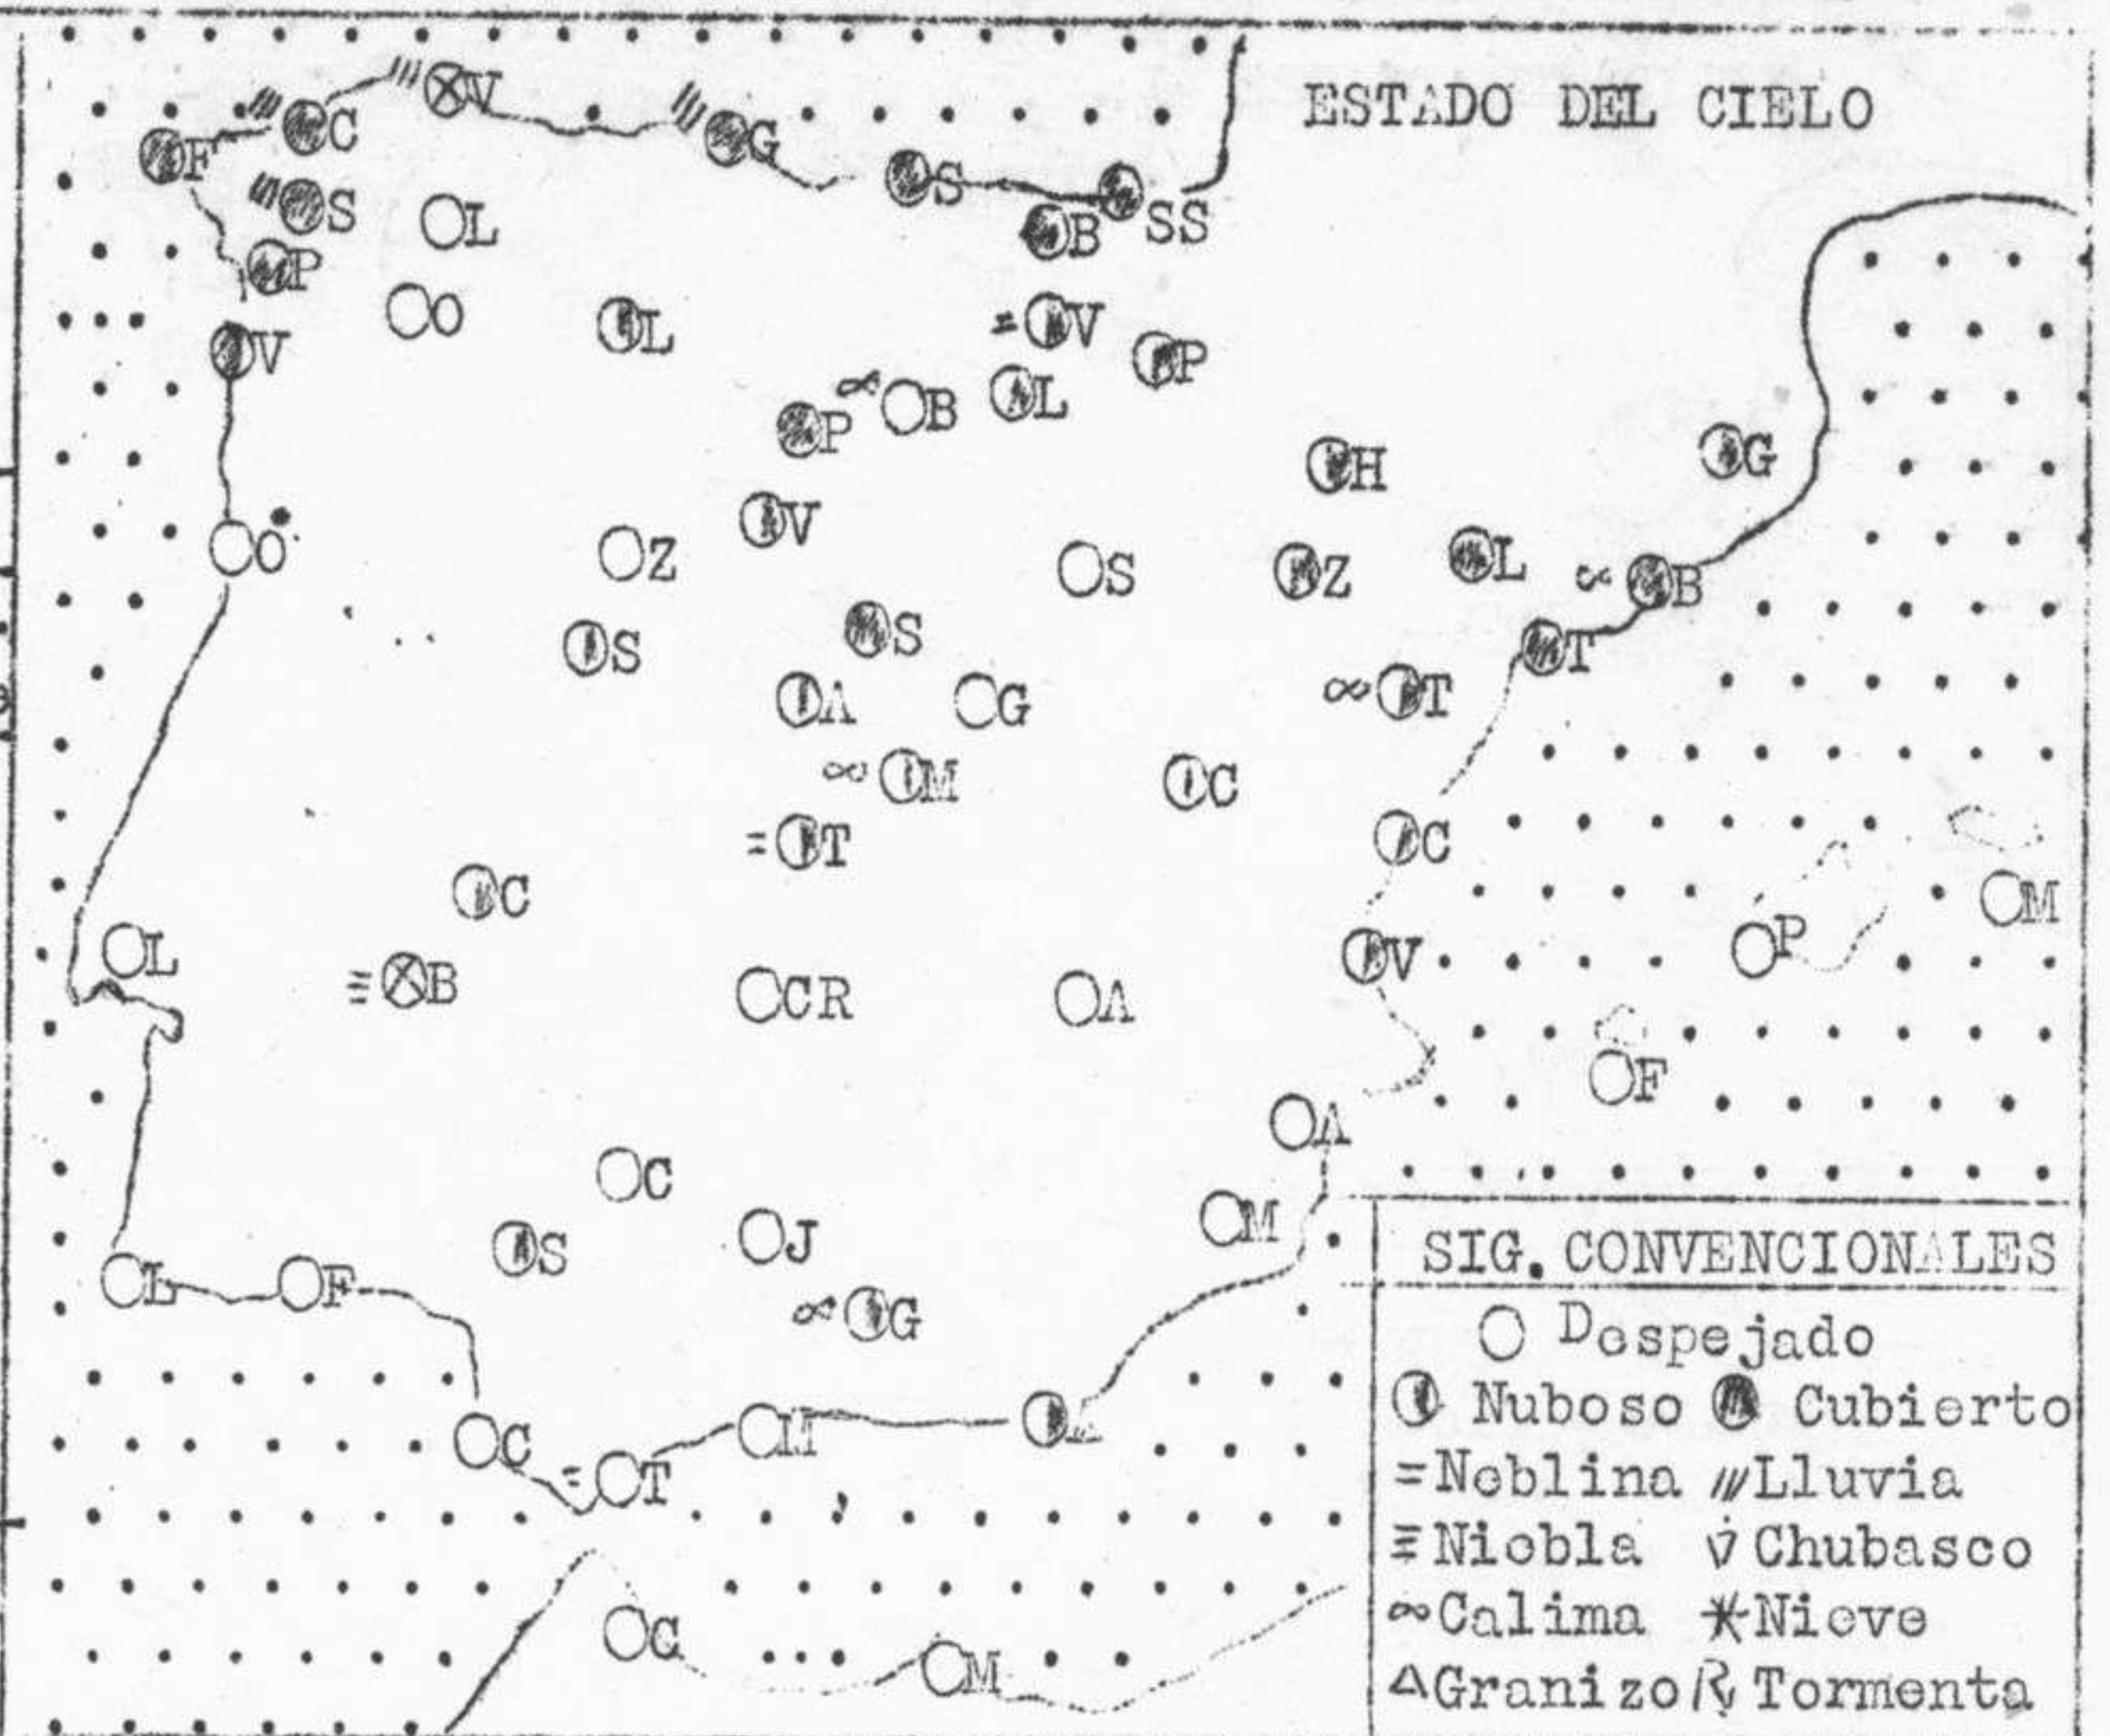 ESTADO DEL CIELO
V
C
G
F
S
S
SS
L
B
P
O
L
V
V
P
B
L
P
H
G
V
O
Z
S
Z
L
B
S
S
T
A
G
T
M
C
T
C
C
M
L
B
CR
A
V
P
F
A
C
M
S
J
L
F
G
C
T
M
A
C
M
SIG. CONVENCIONALES
Despejado
Nuboso Cubierto
= Neblina /// Lluvia
≡ Niebla Chubasco
∞ Calima Nieve
△ Granizo Tormenta